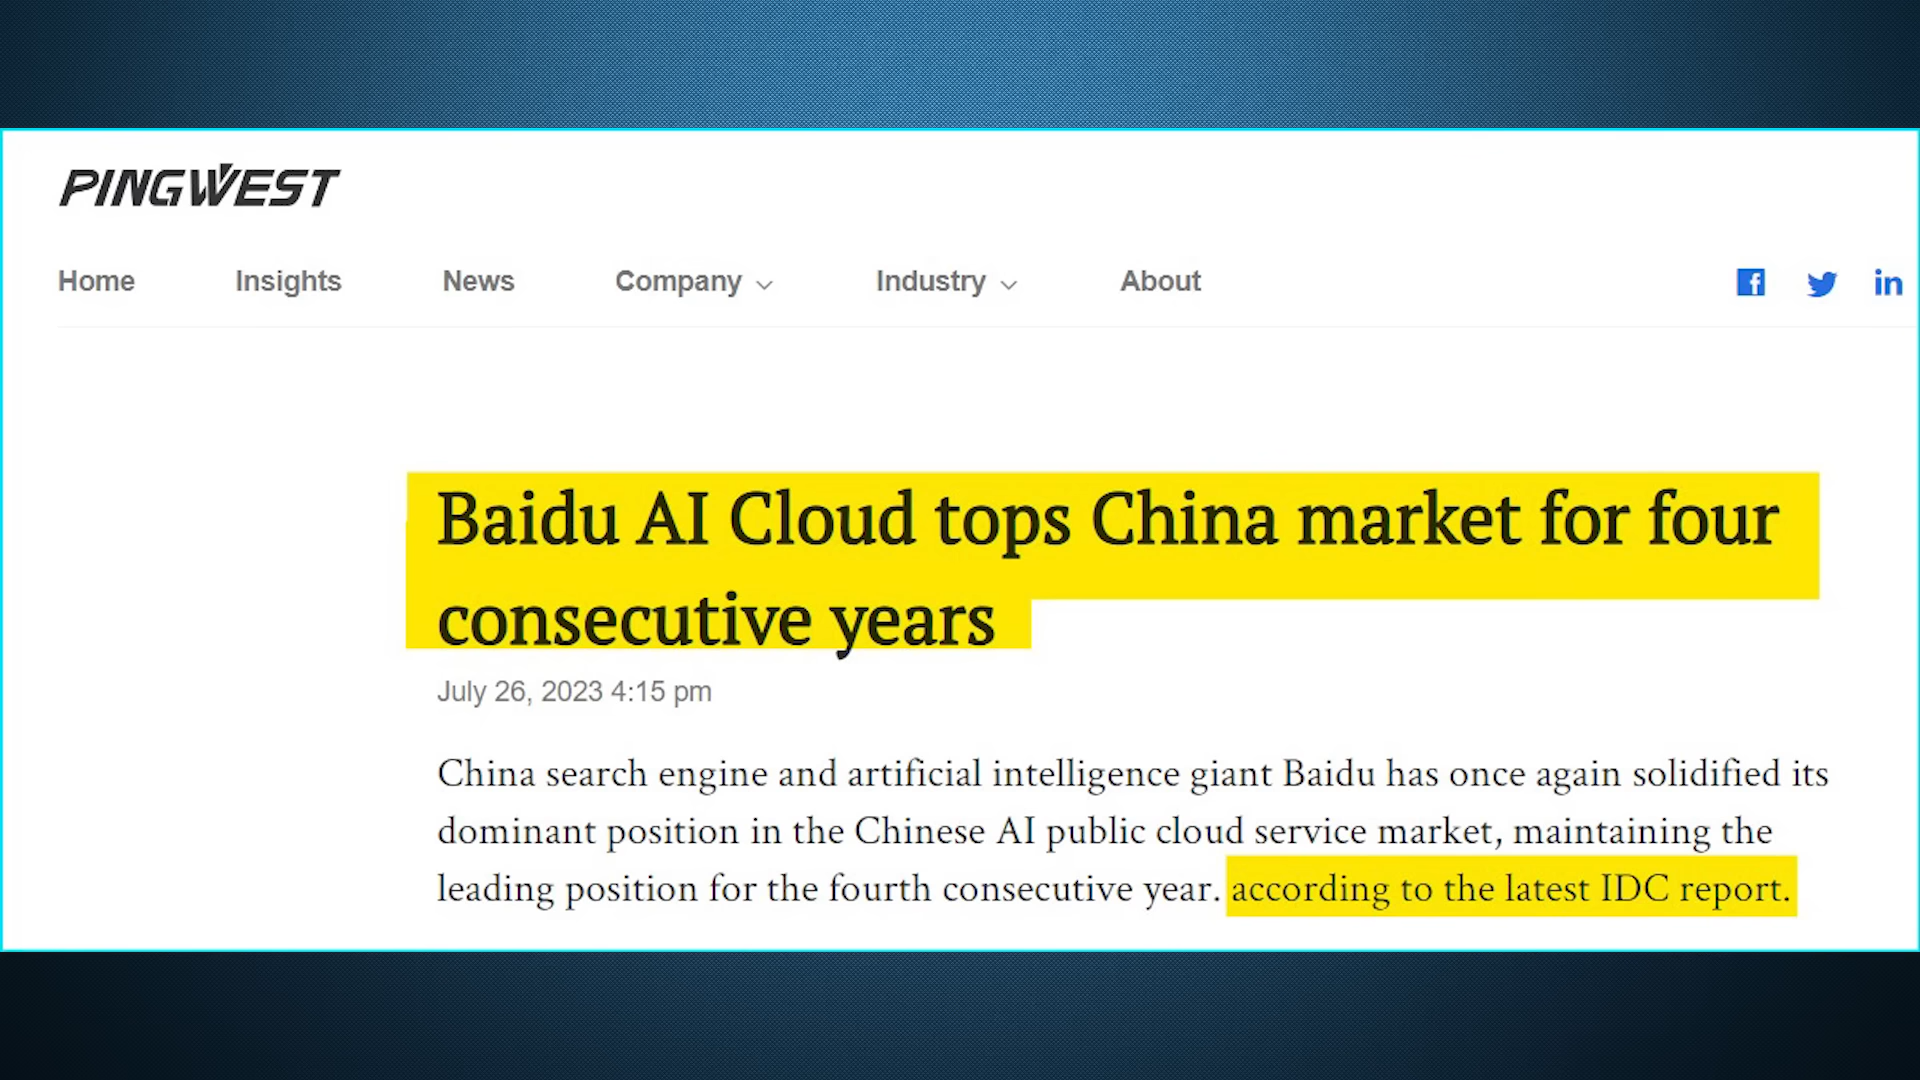 PINGWEST
Home Insights News Company Industry About
Baidu AI Cloud tops China market for four
consecutive years
July 26, 2023 4:15 pm
China search engine and artificial intelligence giant Baidu has once again solidified its
dominant position in the Chinese AI public cloud service market, maintaining the
leading position for the fourth consecutive year. according to the latest IDC report.